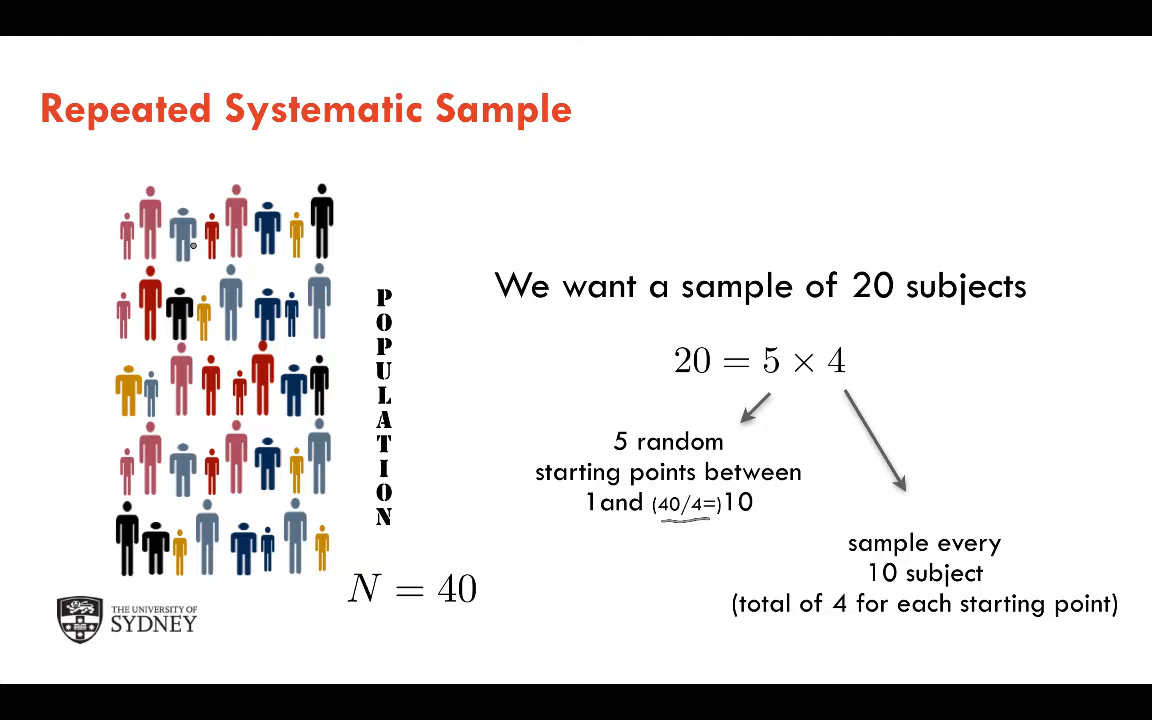 Repeated Systematic Sample
POPULATION
N = 40
We want a sample of 20 subjects
20 = 5 × 4
5 random
starting points between
1and (40/4=)10
sample every
10 subject
(total of 4 for each starting point)
THE UNIVERSITY OF
SYDNEY